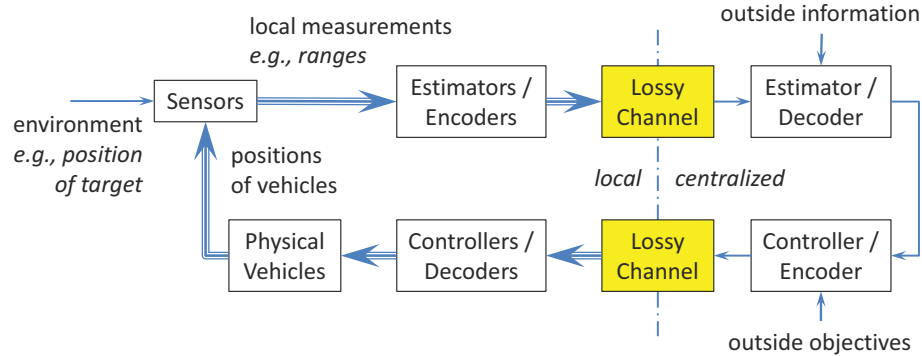 local measurements
e.g., ranges
outside information
Sensors
Estimators /
Encoders
Lossy
Channel
Estimator /
Decoder
environment
e.g., position
of target
positions
of vehicles
local
centralized
Physical
Vehicles
Controllers /
Decoders
Lossy
Channel
Controller /
Encoder
outside objectives